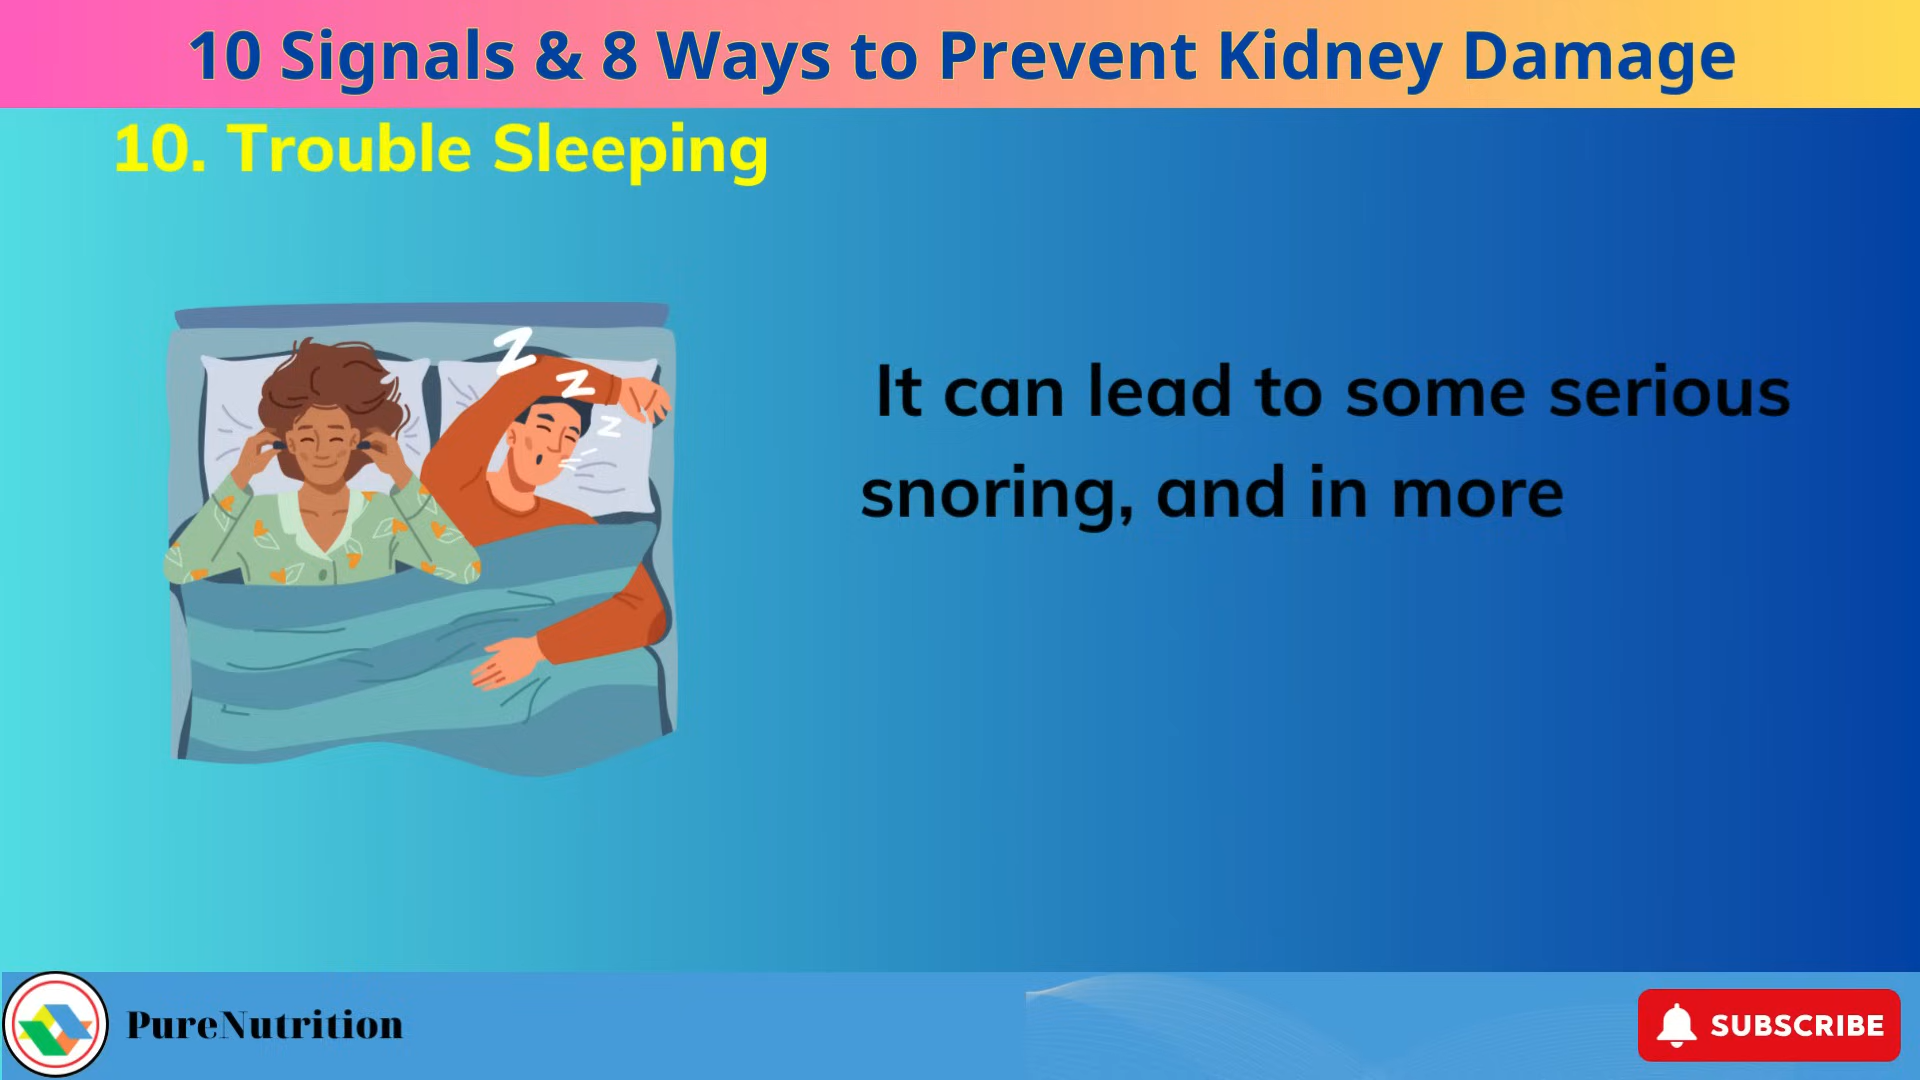 10 Signals & 8 Ways to Prevent Kidney Damage
10. Trouble Sleeping
Z
Z
Z
It can lead to some serious
snoring, and in more
PureNutrition
SUBSCRIBE